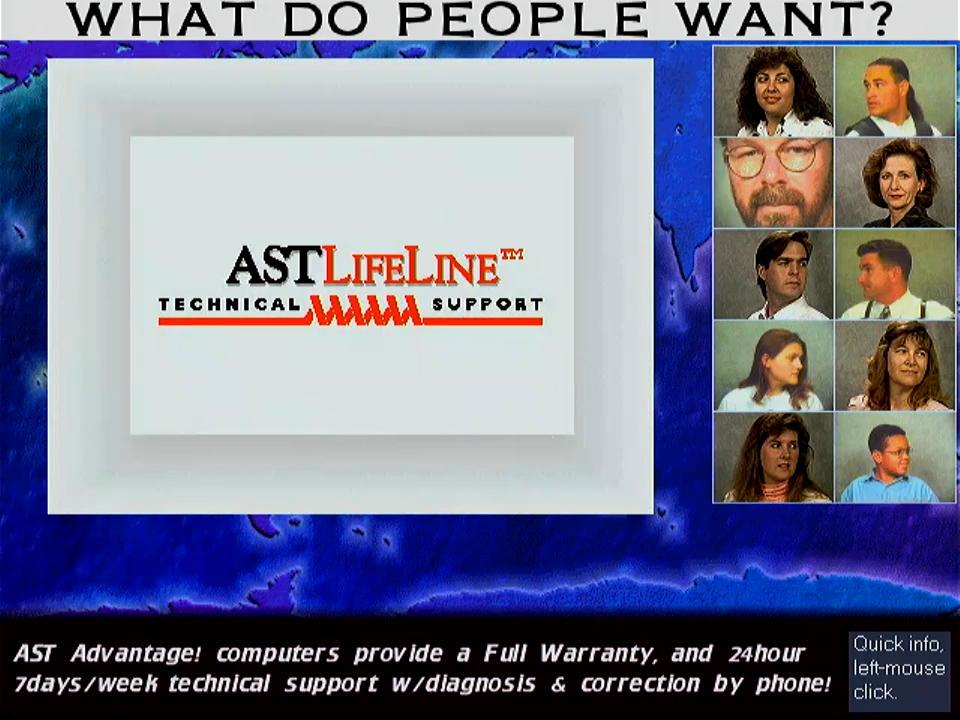 WHAT DO PEOPLE WANT?
ASTLIFELINE™
TECHNICAL SUPPORT
AST Advantage! computers provide a Full Warranty, and 24hour
7days/week technical support w/diagnosis & correction by phone!
Quick info,
left-mouse
click.